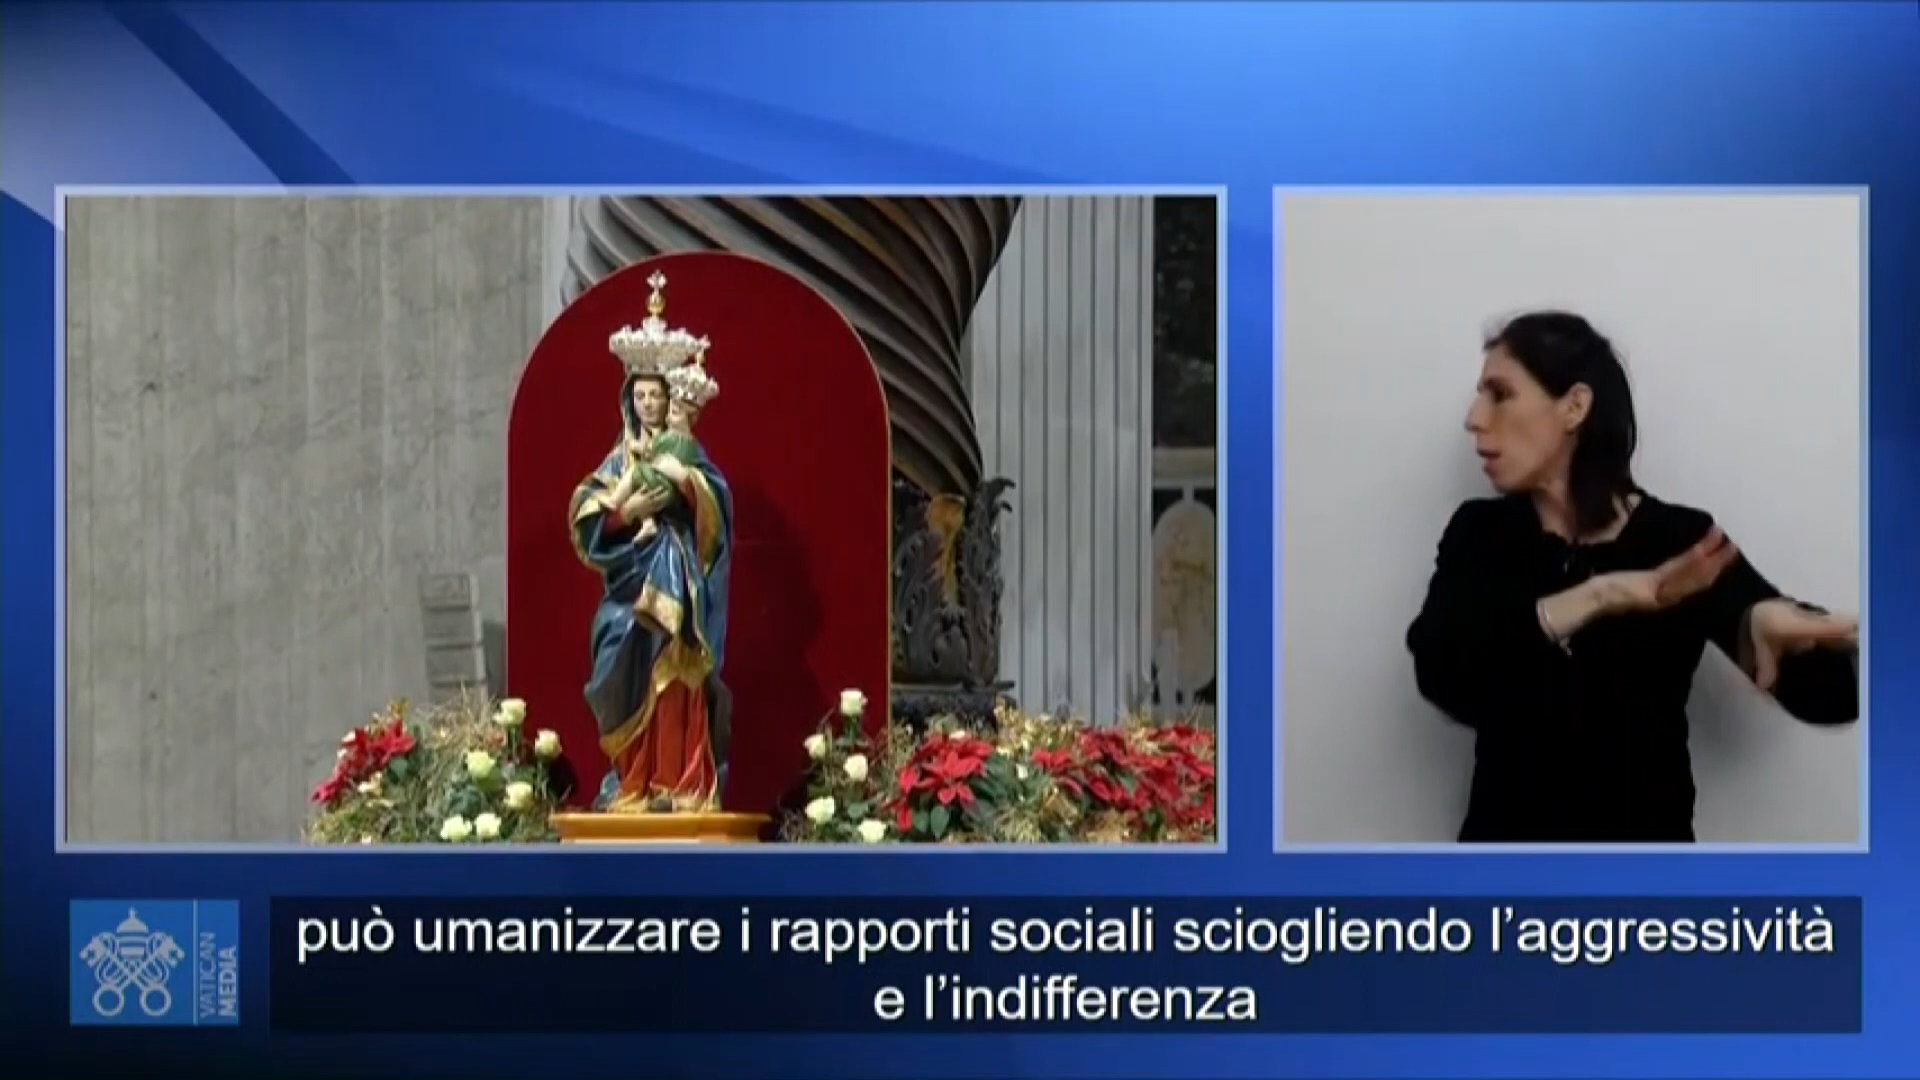 può umanizzare i rapporti sociali sciogliendo l’aggressività
e l’indifferenza
VATICAN
MEDIA